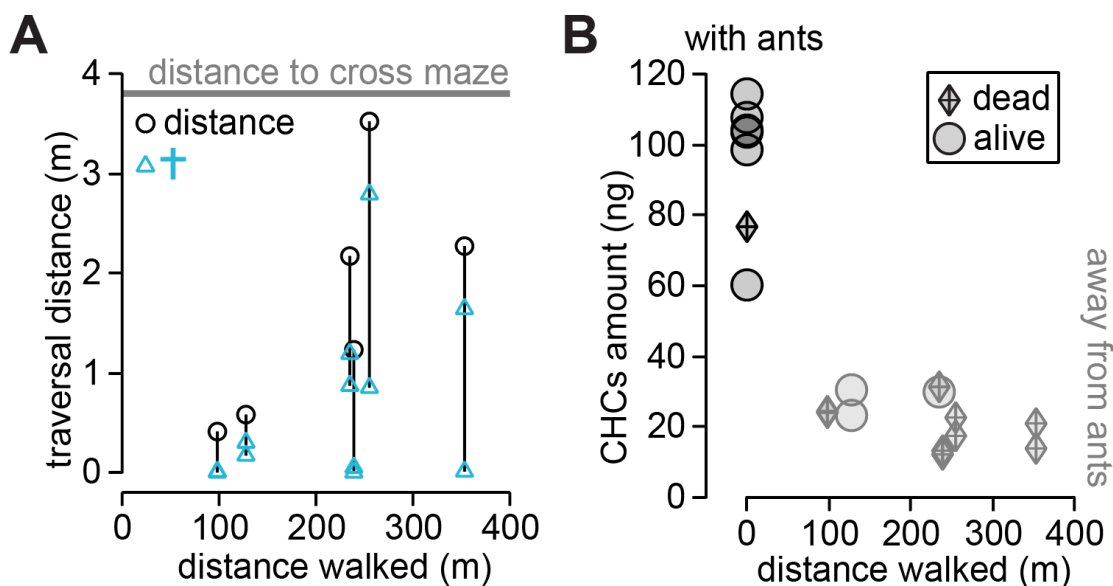 A
traversal distance (m)
4
3
2
1
0
distance to cross maze
distance
0
100
200
300
400
distance walked (m)
B
with ants
CHCs amount (ng)
120
100
80
60
40
20
0
dead
alive
away from ants
0
100
200
300
400
distance walked (m)